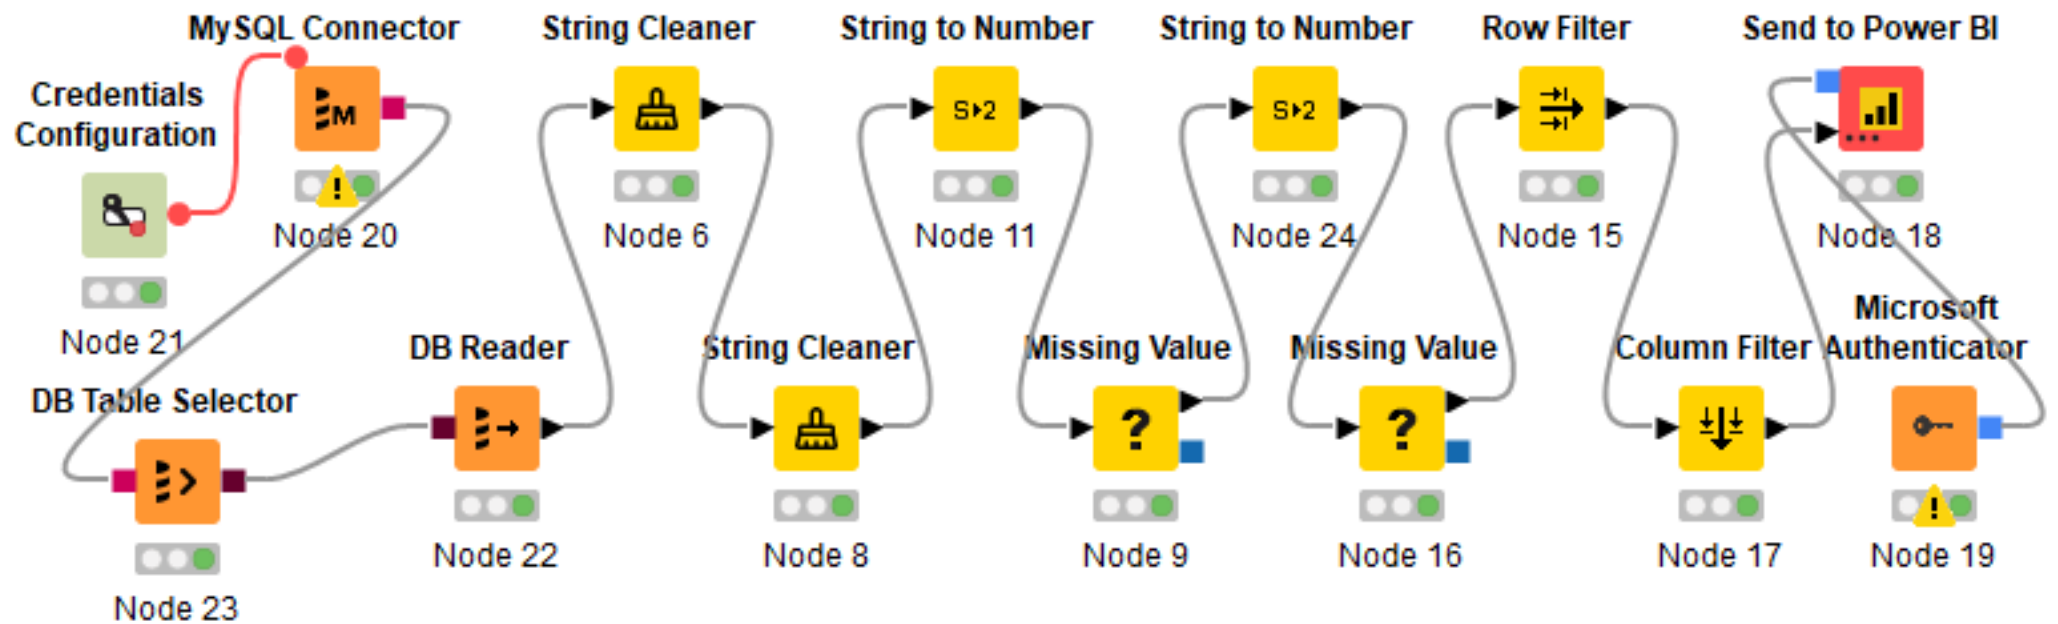 MySQL Connector
String Cleaner
String to Number
String to Number
Row Filter
Send to Power BI
Credentials
Configuration
M
S▸2
S▸2
!
Node 20
Node 6
Node 11
Node 24
Node 15
Node 18
Node 21
Microsoft
Authenticator
DB Reader
String Cleaner
Missing Value
Missing Value
Column Filter
DB Table Selector
?
?
!
Node 22
Node 8
Node 9
Node 16
Node 17
Node 19
Node 23